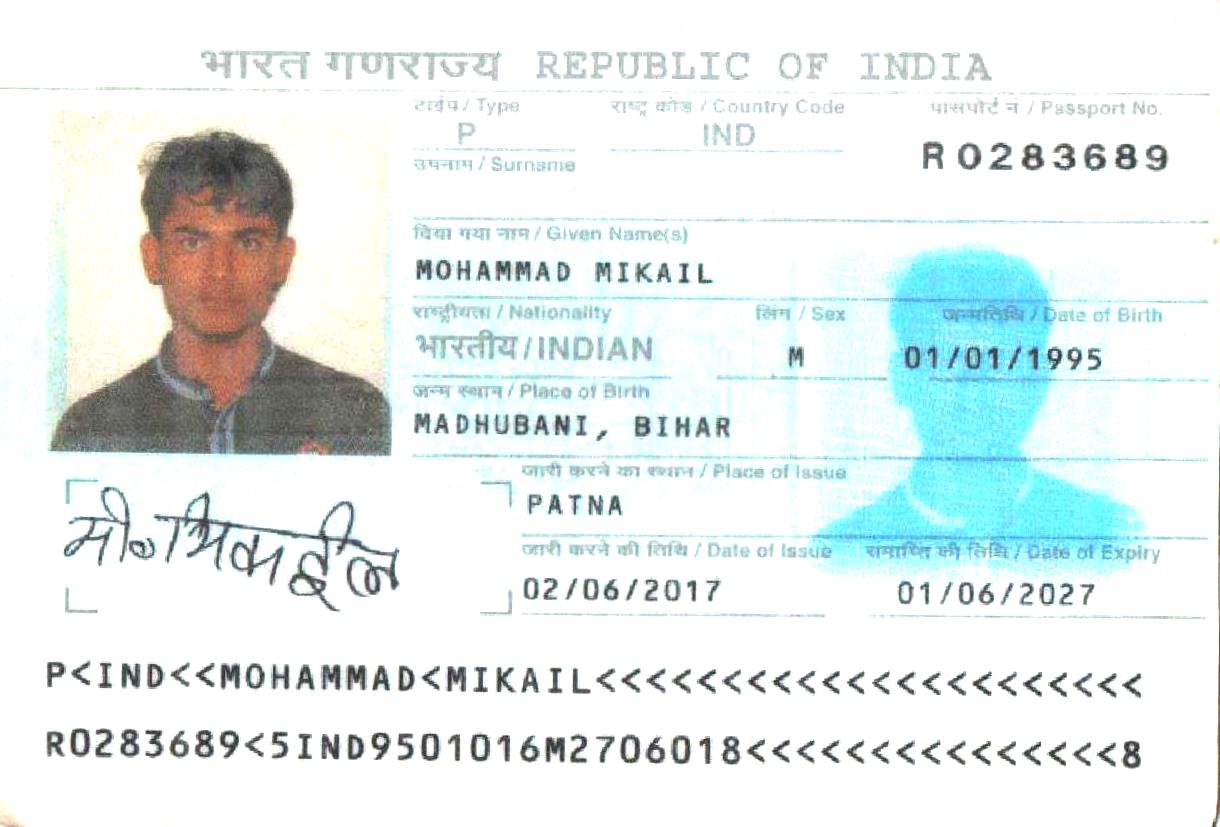 भारत गणराज्य REPUBLIC OF INDIA
टाईप / Type राष्ट्र कोड / Country Code पासपोर्ट नं / Passport No.
P IND R0283689
उपनाम / Surname
दिया गया नाम / Given Name(s)
MOHAMMAD MIKAIL
राष्ट्रीयता / Nationality लिंग / Sex जन्मतिथि / Date of Birth
भारतीय / INDIAN M 01/01/1995
जन्म स्थान / Place of Birth
MADHUBANI, BIHAR
जारी करने का स्थान / Place of Issue
PATNA
जारी करने की तिथि / Date of Issue समाप्ति की तिथि / Date of Expiry
02/06/2017 01/06/2027
मो॰ मिकाईल
P<IND<<MOHAMMAD<MIKAIL<<<<<<<<<<<<<<<<<<<<<<
R0283689<5IND9501016M2706018<<<<<<<<<<<<<<<8